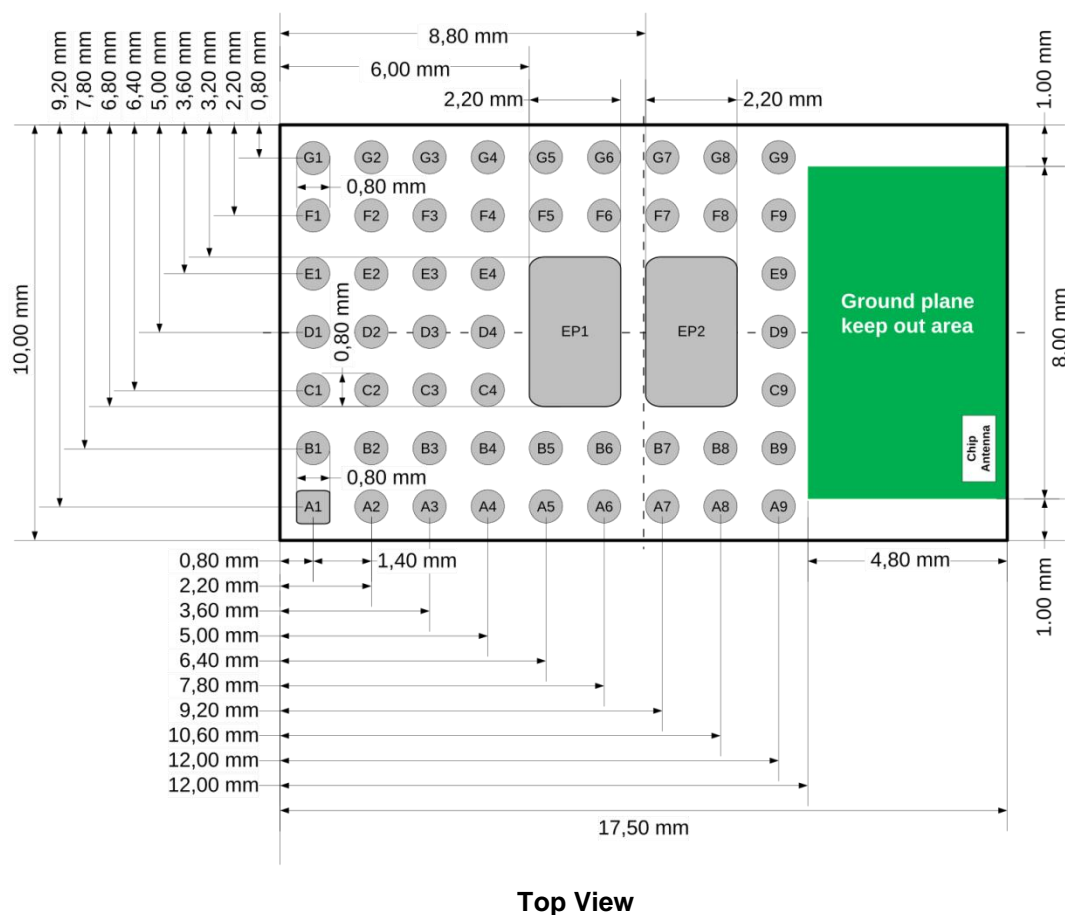 8,80 mm
6,00 mm
2,20 mm
2,20 mm
9,20 mm
7,80 mm
6,80 mm
6,40 mm
5,00 mm
3,60 mm
3,20 mm
2,20 mm
0,80 mm
1.00 mm
G1 G2 G3 G4 G5 G6 G7 G8 G9
0,80 mm
F1 F2 F3 F4 F5 F6 F7 F8 F9
E1 E2 E3 E4 E9
10,00 mm
0,80 mm
Ground plane
keep out area
8.00 mm
D1 D2 D3 D4 EP1 EP2 D9
C1 C2 C3 C4 C9
Chip
Antenna
B1 B2 B3 B4 B5 B6 B7 B8 B9
0,80 mm
A1 A2 A3 A4 A5 A6 A7 A8 A9
1.00 mm
0,80 mm 1,40 mm 4,80 mm
2,20 mm
3,60 mm
5,00 mm
6,40 mm
7,80 mm
9,20 mm
10,60 mm
12,00 mm
12,00 mm
17,50 mm
Top View